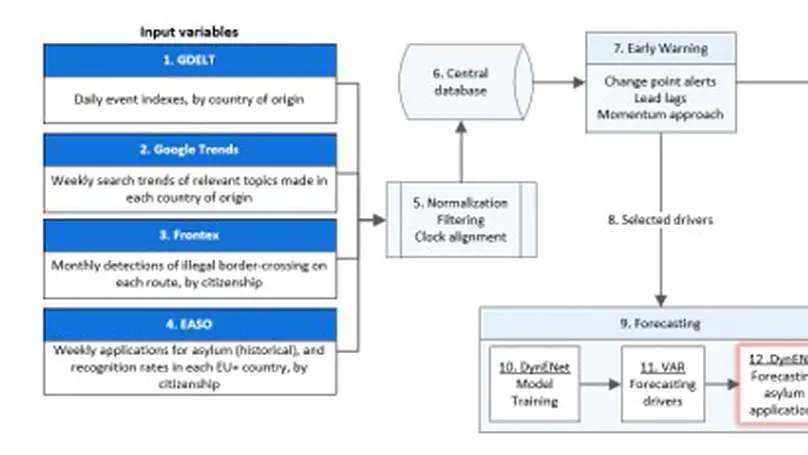 Input variables
1. GDELT
Daily event indexes, by country of origin
2. Google Trends
Weekly search trends of relevant topics made in
each country of origin
3. Frontex
Monthly detections of illegal border-crossing on
each route, by citizenship
4. EASO
Weekly applications for asylum (historical), and
recognition rates in each EU+ country, by
citizenship
5. Normalization
Filtering
Clock alignment
6. Central
database
7. Early Warning
Change point alerts
Lead lags
Momentum approach
8. Selected drivers
9. Forecasting
10. DynENet
Model
Training
11. VAR
Forecasting
drivers
12 .DynEN
Forecastin
asylum
application